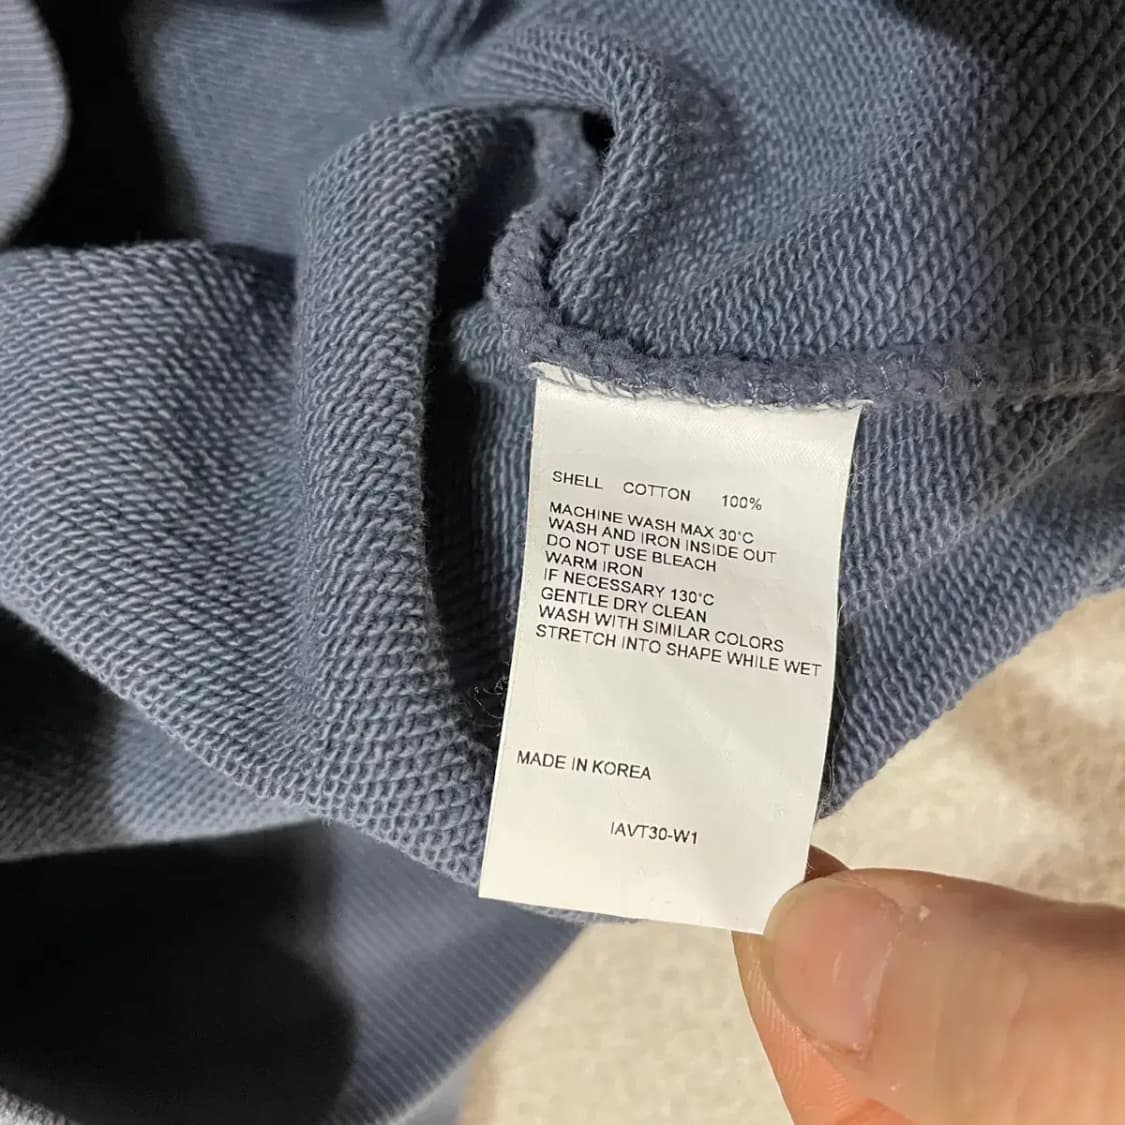 SHELL COTTON 100%
MACHINE WASH MAX 30°C
WASH AND IRON INSIDE OUT
DO NOT USE BLEACH
WARM IRON
IF NECESSARY 130°C
GENTLE DRY CLEAN
WASH WITH SIMILAR COLORS
STRETCH INTO SHAPE WHILE WET
MADE IN KOREA
IAVT30-W1